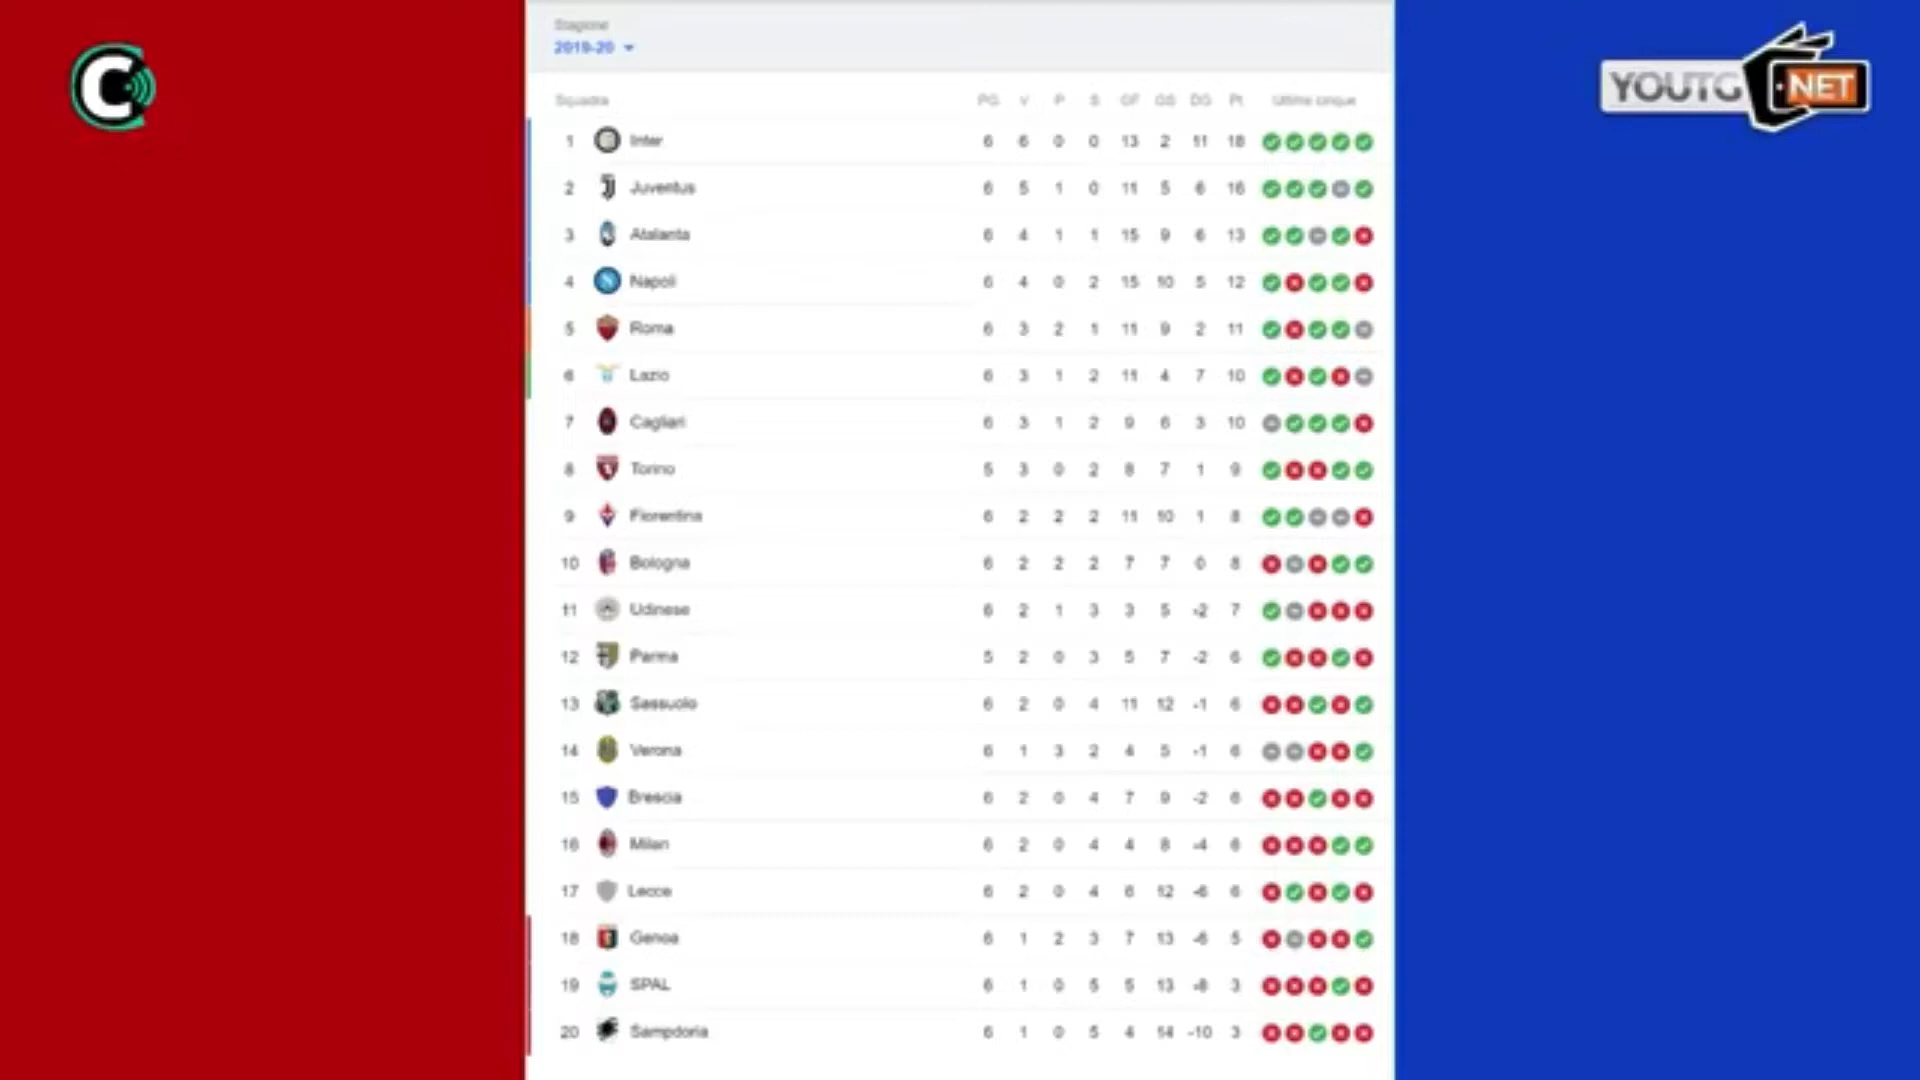 C
YOUTG NET
Stagione
2019-20
Squadra PG V P S GF GS DG Pt Ultime cinque
1 Inter 6 6 0 0 13 2 11 18
2 Juventus 6 5 1 0 11 5 6 16
3 Atalanta 6 4 1 1 15 9 6 13
4 Napoli 6 4 0 2 15 10 5 12
5 Roma 6 3 2 1 11 9 2 11
6 Lazio 6 3 1 2 11 4 7 10
7 Cagliari 6 3 1 2 9 6 3 10
8 Torino 5 3 0 2 8 7 1 9
9 Fiorentina 6 2 2 2 11 10 1 8
10 Bologna 6 2 2 2 7 7 0 8
11 Udinese 6 2 1 3 3 5 -2 7
12 Parma 5 2 0 3 5 7 -2 6
13 Sassuolo 6 2 0 4 11 12 -1 6
14 Verona 6 1 3 2 4 5 -1 6
15 Brescia 6 2 0 4 7 9 -2 6
16 Milan 6 2 0 4 4 8 -4 6
17 Lecce 6 2 0 4 6 12 -6 6
18 Genoa 6 1 2 3 7 13 -6 5
19 SPAL 6 1 0 5 5 13 -8 3
20 Sampdoria 6 1 0 5 4 14 -10 3